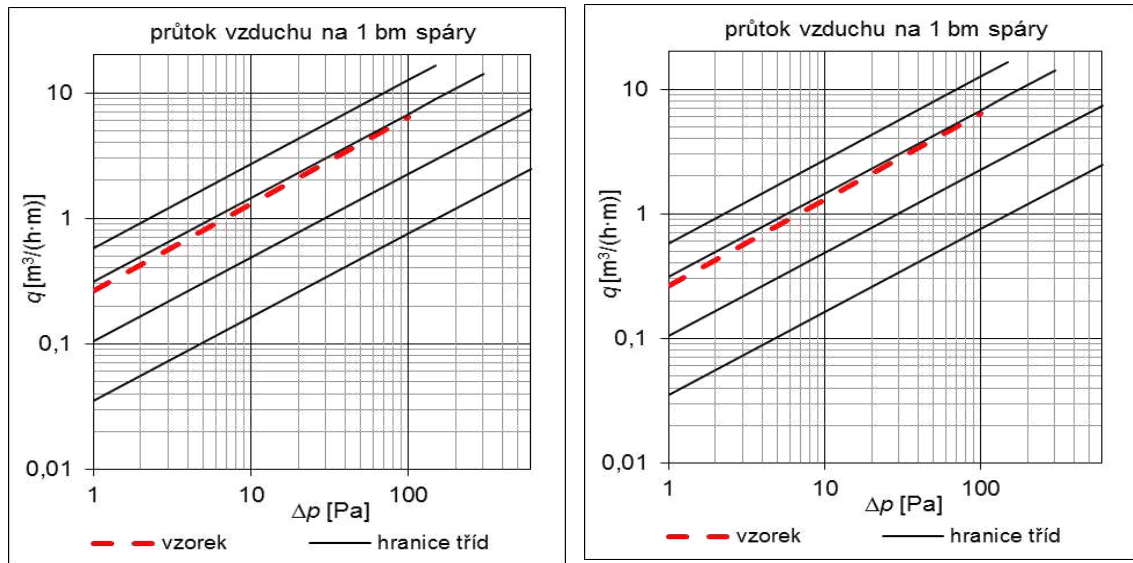 průtok vzduchu na 1 bm spáry
q [m³/(h·m)]
10
1
0,1
0,01
1
10
100
Δp [Pa]
vzorek
hranice tříd
průtok vzduchu na 1 bm spáry
q [m³/(h·m)]
10
1
0,1
0,01
1
10
100
Δp [Pa]
vzorek
hranice tříd